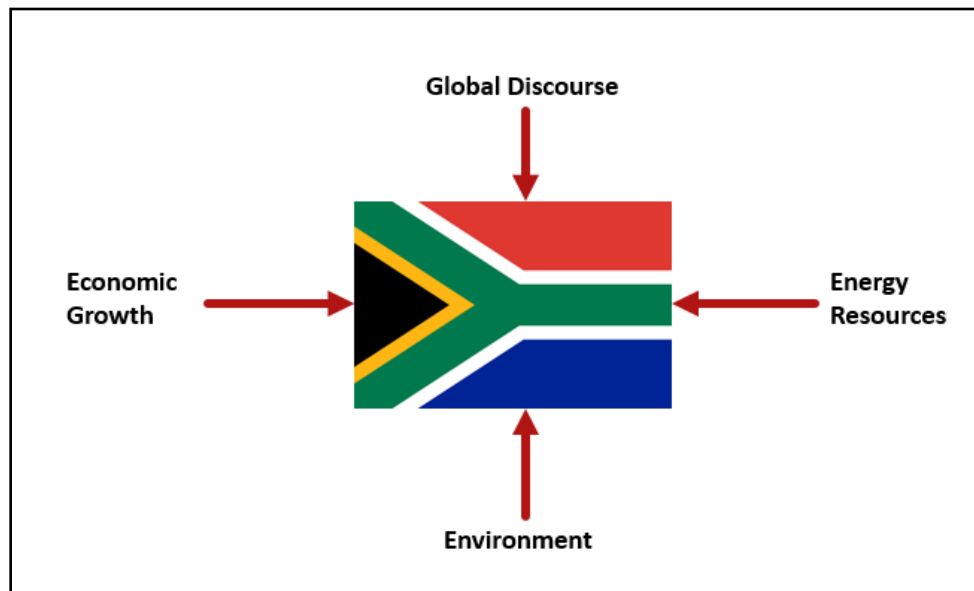 Global Discourse
Economic
Growth
Energy
Resources
Environment